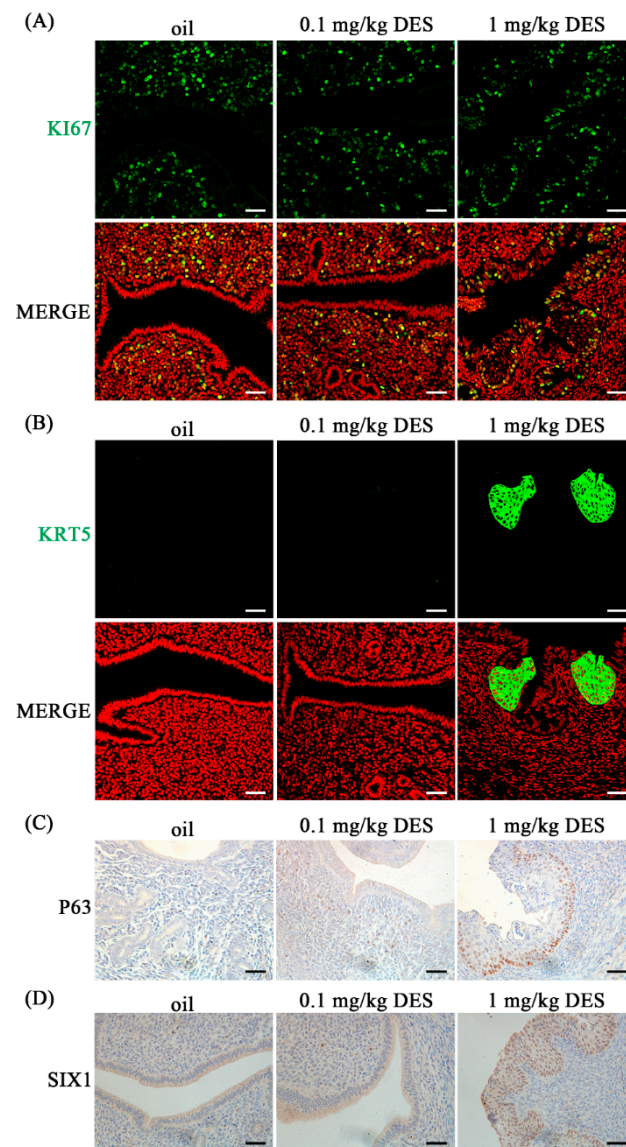 (A)
oil 0.1 mg/kg DES 1 mg/kg DES
KI67
MERGE
(B)
oil 0.1 mg/kg DES 1 mg/kg DES
KRT5
MERGE
(C)
oil 0.1 mg/kg DES 1 mg/kg DES
P63
(D)
oil 0.1 mg/kg DES 1 mg/kg DES
SIX1